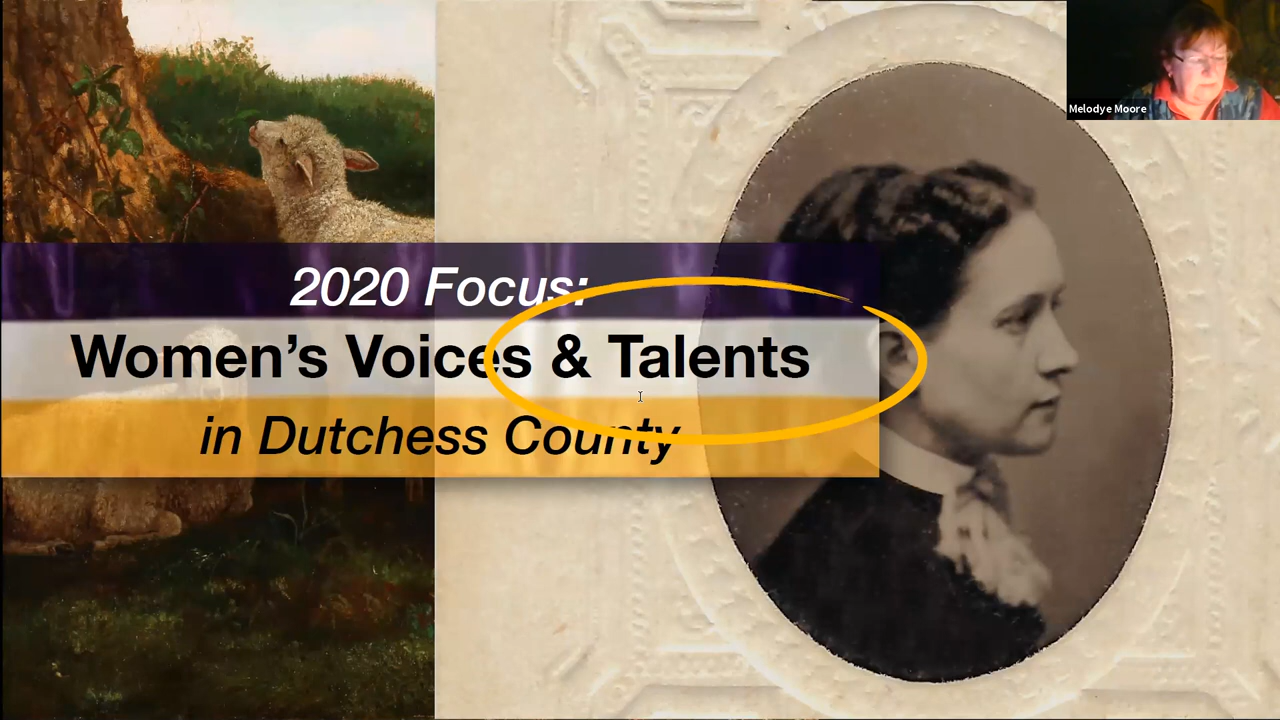 Melodye Moore
2020 Focus:
Women's Voices & Talents
in Dutchess County